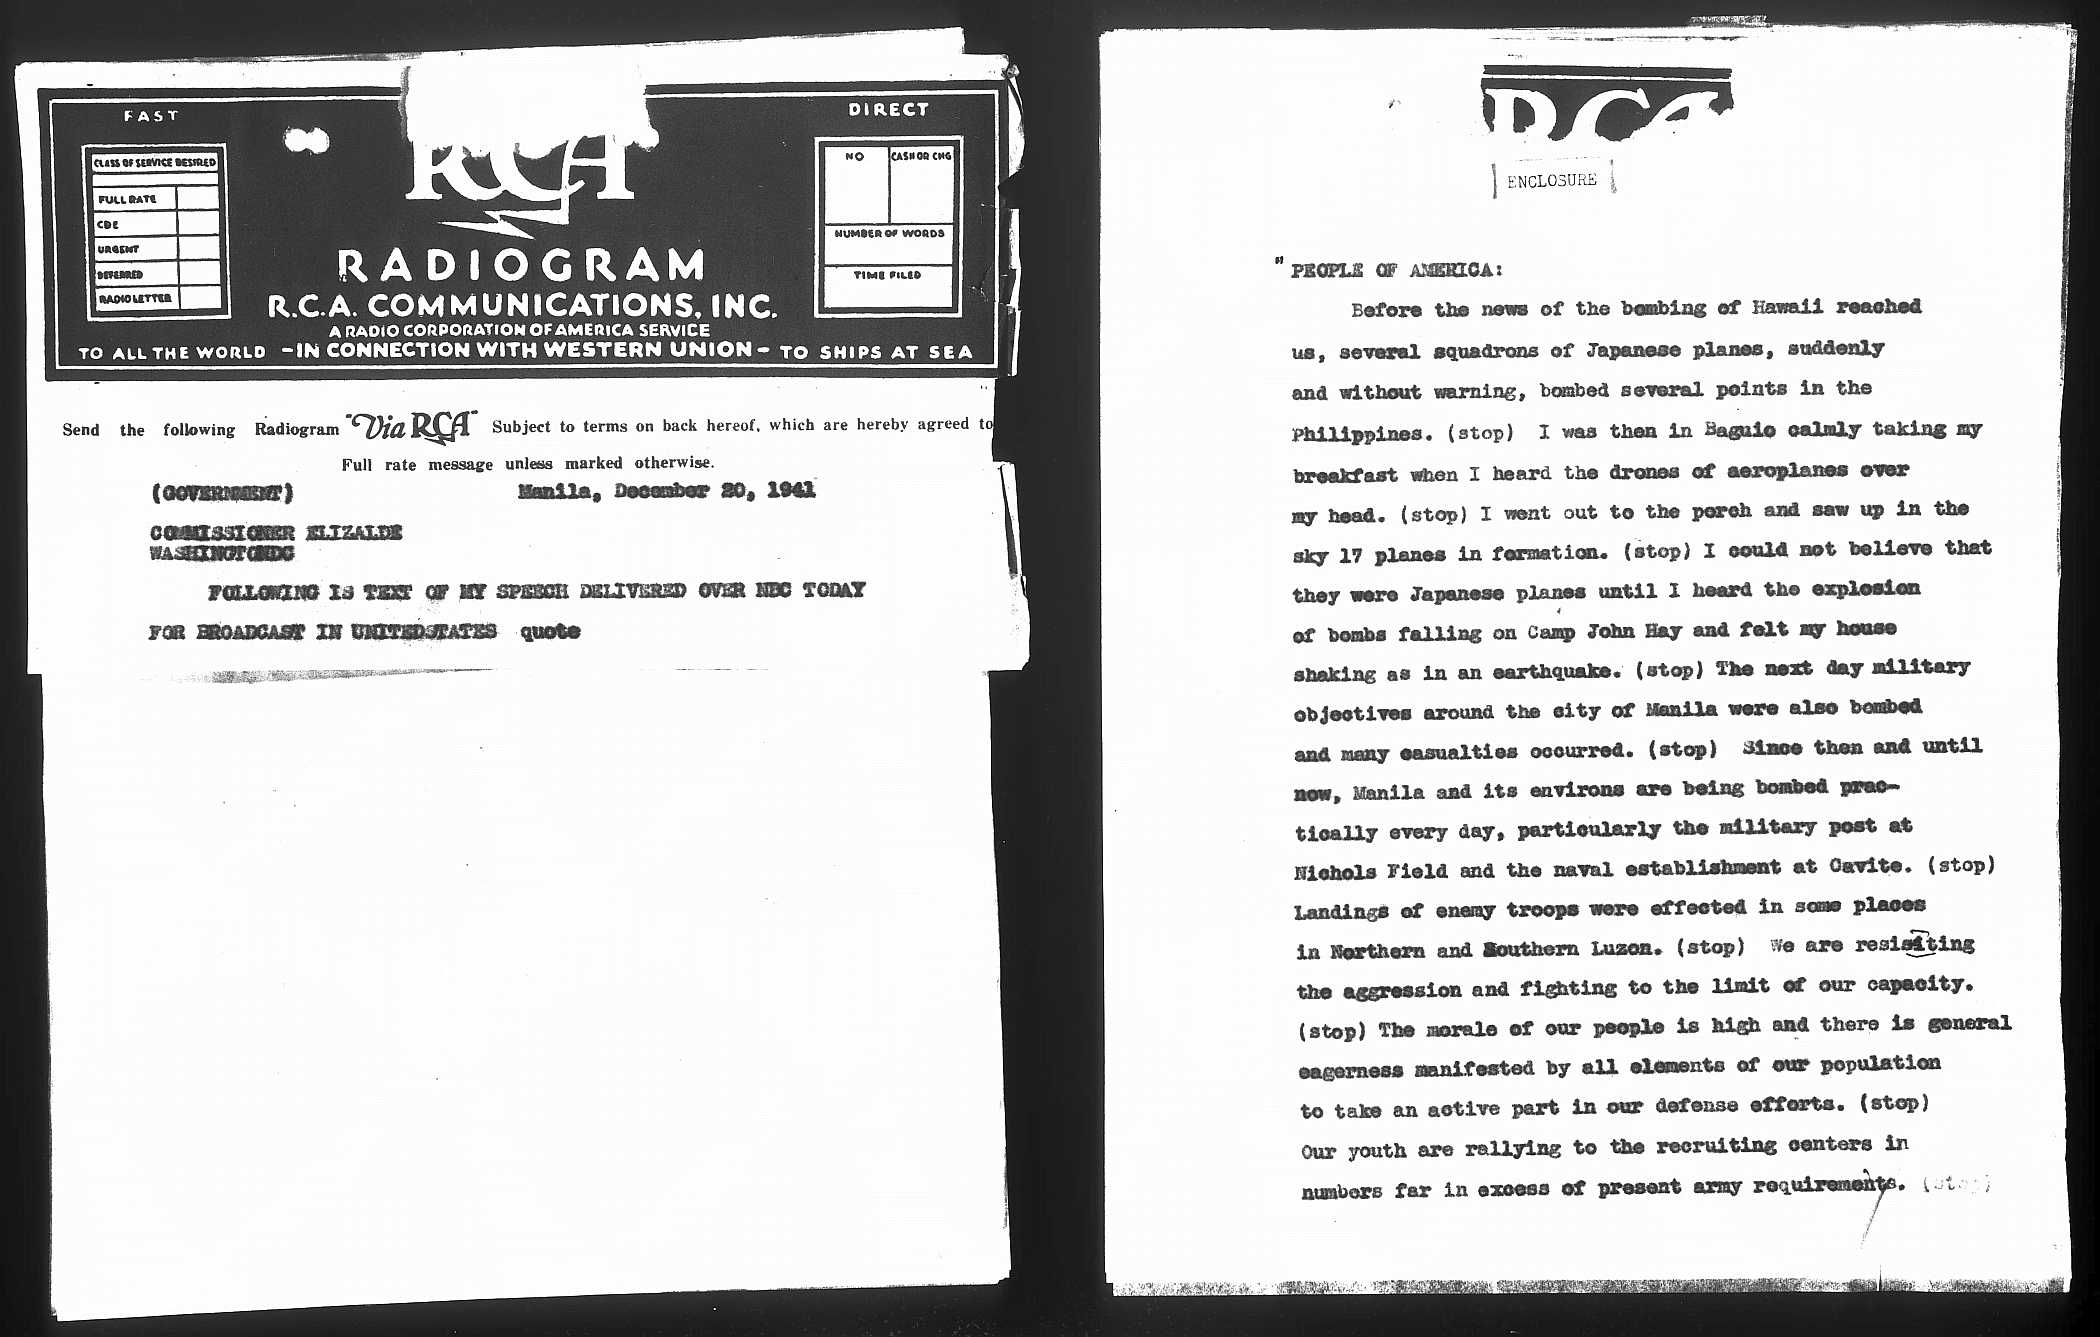 FAST
DIRECT
CLASS OF SERVICE DESIRED
FULL RATE
CDE
URGENT
DEFERRED
RADIO LETTER
NO
CASH OR CHG
NUMBER OF WORDS
TIME FILED
RCA
RADIOGRAM
R.C.A. COMMUNICATIONS, INC.
A RADIO CORPORATION OF AMERICA SERVICE
TO ALL THE WORLD -IN CONNECTION WITH WESTERN UNION- TO SHIPS AT SEA
Send the following Radiogram "Via RCA" Subject to terms on back hereof, which are hereby agreed to
Full rate message unless marked otherwise.
(GOVERNMENT) Manila, December 20, 1941
COMMISSIONER ELIZALDE
WASHINGTONDC
FOLLOWING IS TEXT OF MY SPEECH DELIVERED OVER NBC TODAY
FOR BROADCAST IN UNITEDSTATES quote
RCA
ENCLOSURE
"PEOPLE OF AMERICA:
Before the news of the bombing of Hawaii reached
us, several squadrons of Japanese planes, suddenly
and without warning, bombed several points in the
Philippines. (stop) I was then in Baguio calmly taking my
breakfast when I heard the drones of aeroplanes over
my head. (stop) I went out to the porch and saw up in the
sky 17 planes in formation. (stop) I could not believe that
they were Japanese planes until I heard the explosion
of bombs falling on Camp John Hay and felt my house
shaking as in an earthquake. (stop) The next day military
objectives around the city of Manila were also bombed
and many casualties occurred. (stop) Since then and until
now, Manila and its environs are being bombed prac-
tically every day, particularly the military post at
Nichols Field and the naval establishment at Cavite. (stop)
Landings of enemy troops were effected in some places
in Northern and Southern Luzon. (stop) We are resisiting
the aggression and fighting to the limit of our capacity.
(stop) The morale of our people is high and there is general
eagerness manifested by all elements of our population
to take an active part in our defense efforts. (stop)
Our youth are rallying to the recruiting centers in
numbers far in excess of present army requirements. (stop)